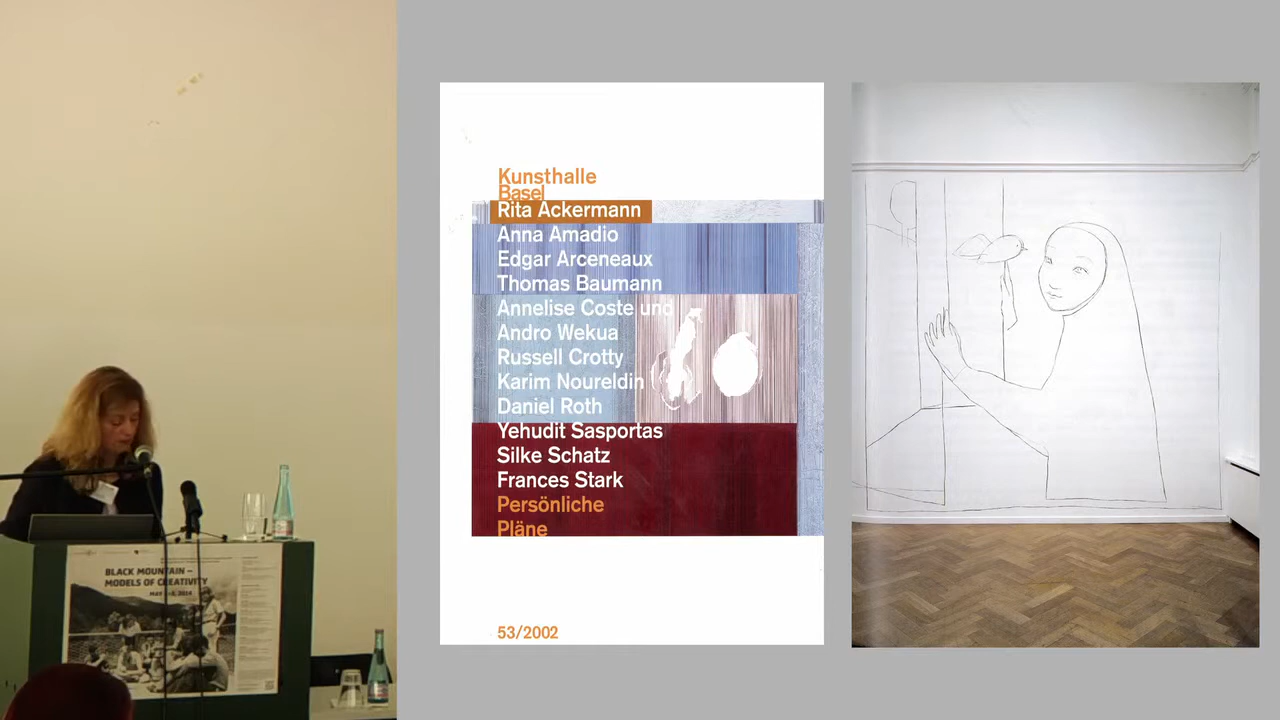 Kunsthalle
Basel
Rita Ackermann
Anna Amadio
Edgar Arceneaux
Thomas Baumann
Annelise Coste und
Andro Wekua
Russell Crotty
Karim Noureldin
Daniel Roth
Yehudit Sasportas
Silke Schatz
Frances Stark
Persönliche
Pläne
53/2002
BLACK MOUNTAIN –
MODELS OF CREATIVITY